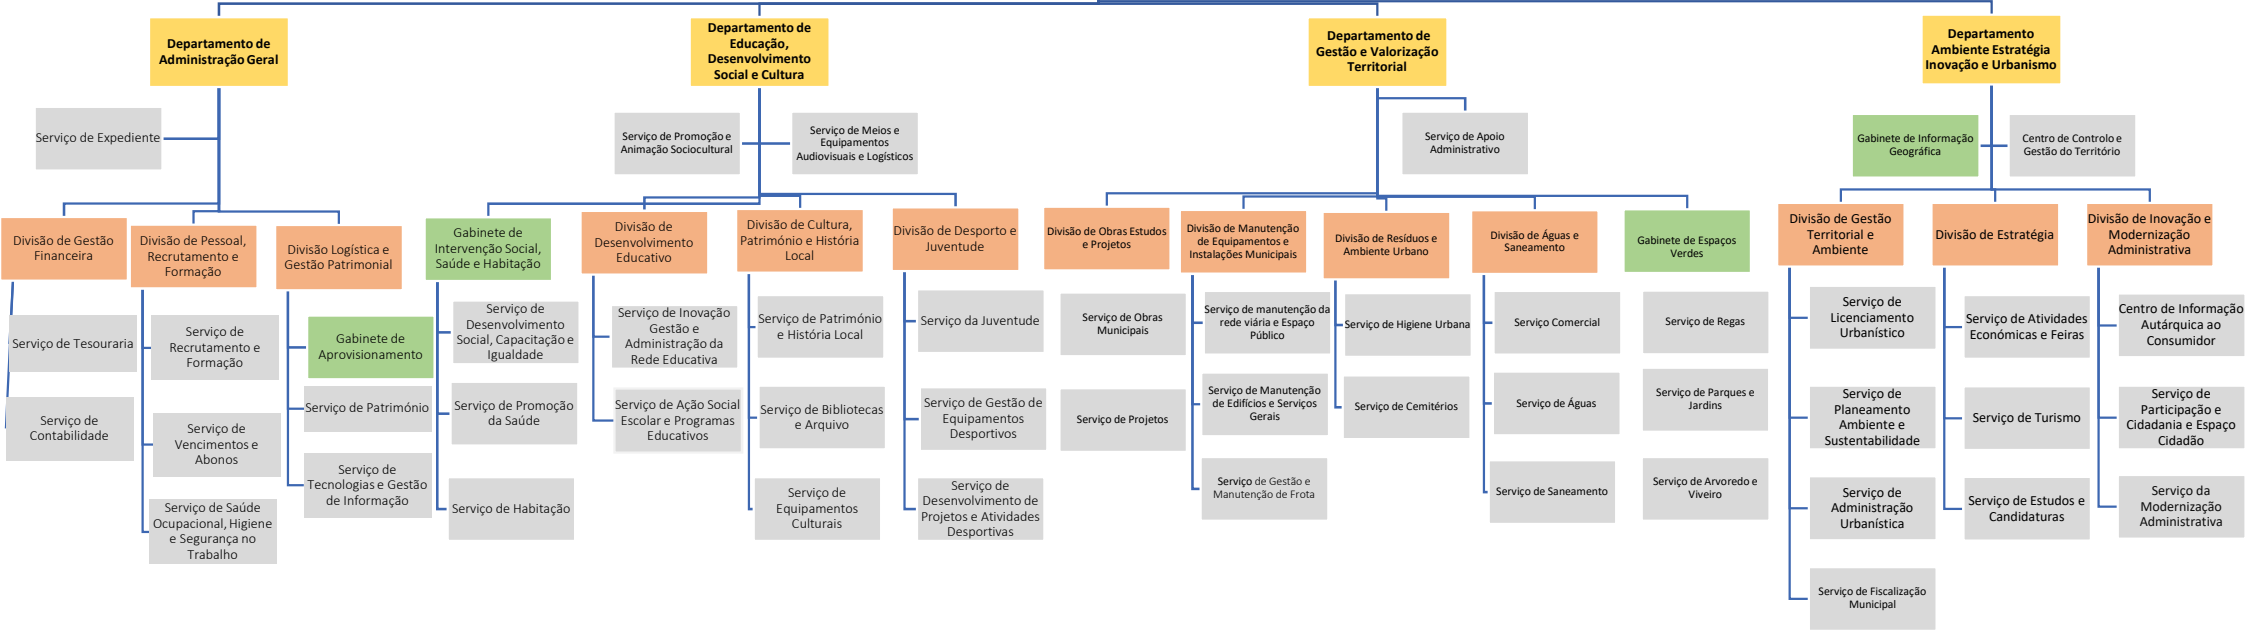 Departamento de
Administração Geral
Departamento de
Educação,
Desenvolvimento
Social e Cultura
Departamento de
Gestão e Valorização
Territorial
Departamento
Ambiente Estratégia
Inovação e Urbanismo
Serviço de Expediente
Serviço de Promoção e
Animação Sociocultural
Serviço de Meios e
Equipamentos
Audiovisuais e Logísticos
Serviço de Apoio
Administrativo
Gabinete de Informação
Geográfica
Centro de Controlo e
Gestão do Território
Divisão de Gestão
Financeira
Divisão de Pessoal,
Recrutamento e
Formação
Divisão Logística e
Gestão Patrimonial
Gabinete de
Intervenção Social,
Saúde e Habitação
Divisão de
Desenvolvimento
Educativo
Divisão de Cultura,
Património e História
Local
Divisão de Desporto e
Juventude
Divisão de Obras Estudos
e Projetos
Divisão de Manutenção
de Equipamentos e
Instalações Municipais
Divisão de Resíduos e
Ambiente Urbano
Divisão de Águas e
Saneamento
Gabinete de Espaços
Verdes
Divisão de Gestão
Territorial e
Ambiente
Divisão de Estratégia
Divisão de Inovação e
Modernização
Administrativa
Serviço de Tesouraria
Serviço de
Contabilidade
Serviço de
Recrutamento e
Formação
Serviço de
Vencimentos e
Abonos
Serviço de Saúde
Ocupacional, Higiene
e Segurança no
Trabalho
Gabinete de
Aprovisionamento
Serviço de Património
Serviço de
Tecnologias e Gestão
de Informação
Serviço de
Desenvolvimento
Social, Capacitação e
Igualdade
Serviço de Promoção
da Saúde
Serviço de Habitação
Serviço de Inovação
Gestão e
Administração da
Rede Educativa
Serviço de Ação Social
Escolar e Programas
Educativos
Serviço de Património
e História Local
Serviço de Bibliotecas
e Arquivo
Serviço de
Equipamentos
Culturais
Serviço da Juventude
Serviço de Gestão de
Equipamentos
Desportivos
Serviço de
Desenvolvimento de
Projetos e Atividades
Desportivas
Serviço de Obras
Municipais
Serviço de Projetos
Serviço de manutenção da
rede viária e Espaço
Público
Serviço de Manutenção
de Edifícios e Serviços
Gerais
Serviço de Gestão e
Manutenção de Frota
Serviço de Higiene Urbana
Serviço de Cemitérios
Serviço Comercial
Serviço de Águas
Serviço de Saneamento
Serviço de Regas
Serviço de Parques e
Jardins
Serviço de Arvoredo e
Viveiro
Serviço de
Licenciamento
Urbanístico
Serviço de
Planeamento
Ambiente e
Sustentabilidade
Serviço de
Administração
Urbanística
Serviço de Fiscalização
Municipal
Serviço de Atividades
Económicas e Feiras
Serviço de Turismo
Serviço de Estudos e
Candidaturas
Centro de Informação
Autárquica ao
Consumidor
Serviço de
Participação e
Cidadania e Espaço
Cidadão
Serviço da
Modernização
Administrativa